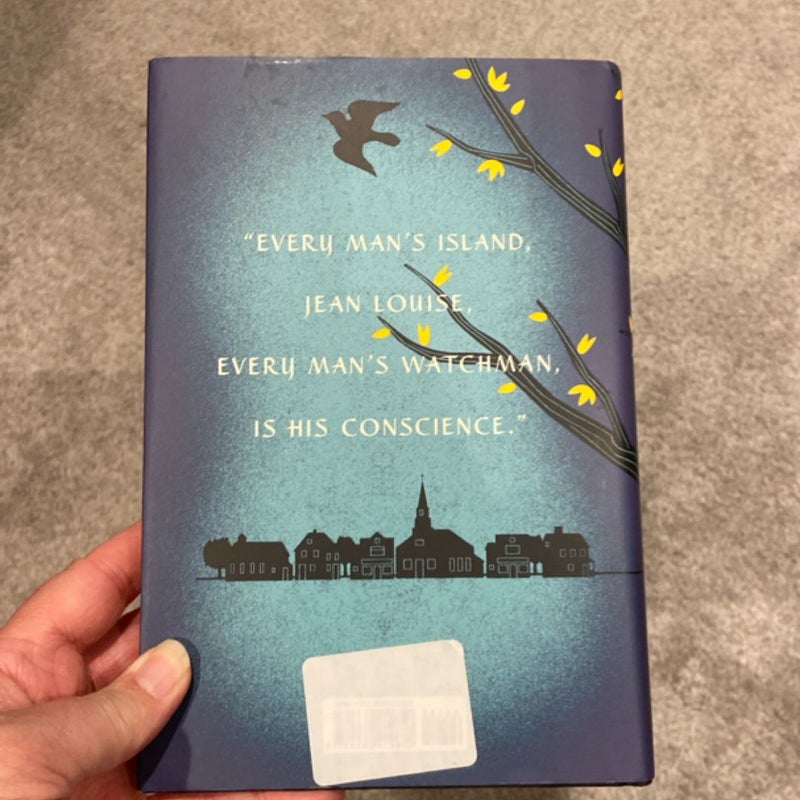 “EVERY MAN’S ISLAND,
JEAN LOUISE,
EVERY MAN’S WATCHMAN,
IS HIS CONSCIENCE.”